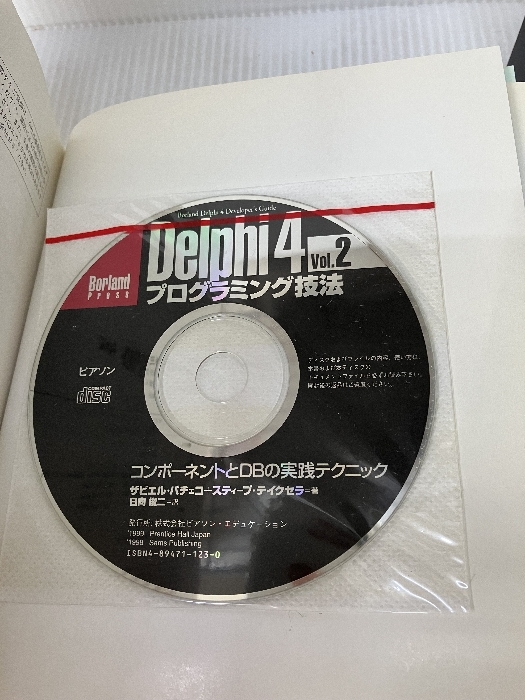 Borland Delphi 4 Developer's Guide
Delphi 4 Vol.2
プログラミング技法
Borland
Press
ピアソン
COMPACT
disc
コンポーネントとDBの実践テクニック
ザビエル・パチェコ=スティーブ・テイクセラ=著
日向俊二=訳
発行所:株式会社ピアソン・エデュケーション
1999 Prentice Hall Japan
1998 Sams Publishing
ISBN4-89471-123-0